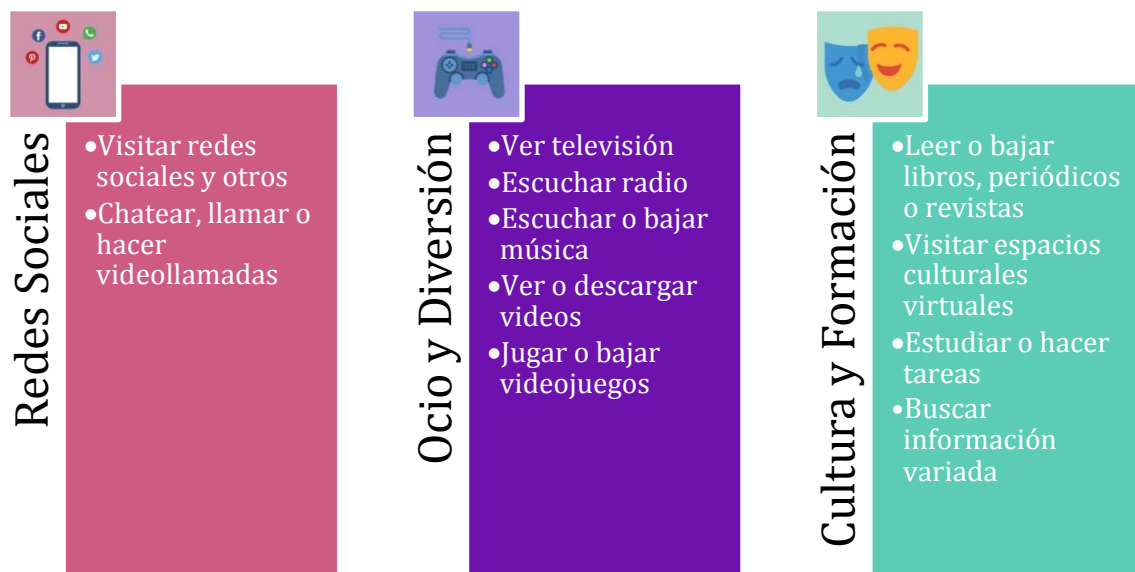 Redes Sociales
•Visitar redes
sociales y otros
•Chatear, llamar o
hacer
videollamadas
Ocio y Diversión
•Ver televisión
•Escuchar radio
•Escuchar o bajar
música
•Ver o descargar
videos
•Jugar o bajar
videojuegos
Cultura y Formación
•Leer o bajar
libros, periódicos
o revistas
•Visitar espacios
culturales
virtuales
•Estudiar o hacer
tareas
•Buscar
información
variada